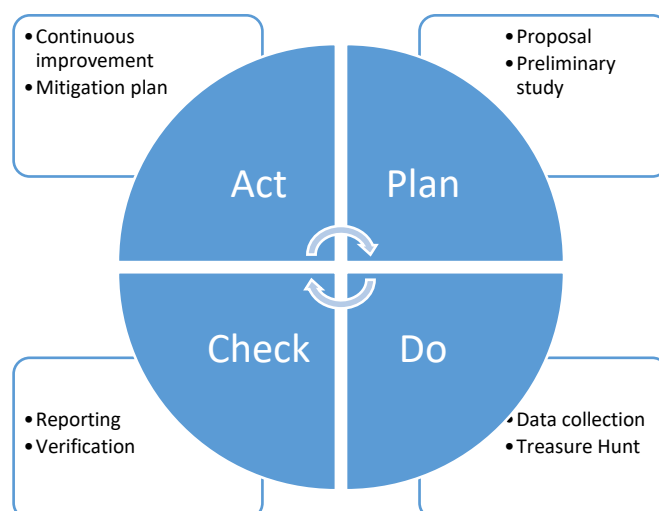 • Continuous
improvement
• Mitigation plan
• Proposal
• Preliminary
study
Act
Plan
Check
Do
• Reporting
• Verification
• Data collection
• Treasure Hunt